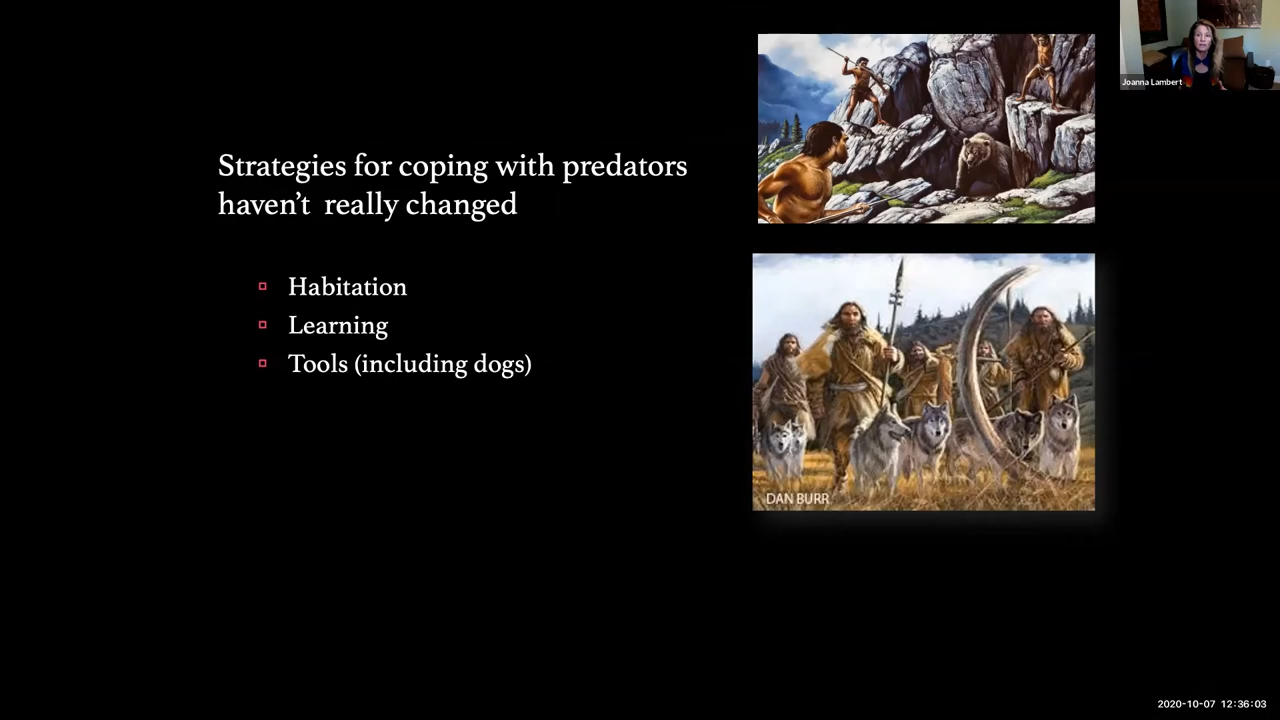 Joanna Lambert
Strategies for coping with predators
haven’t really changed
Habitation
Learning
Tools (including dogs)
DAN BURR
2020-10-07 12:36:03